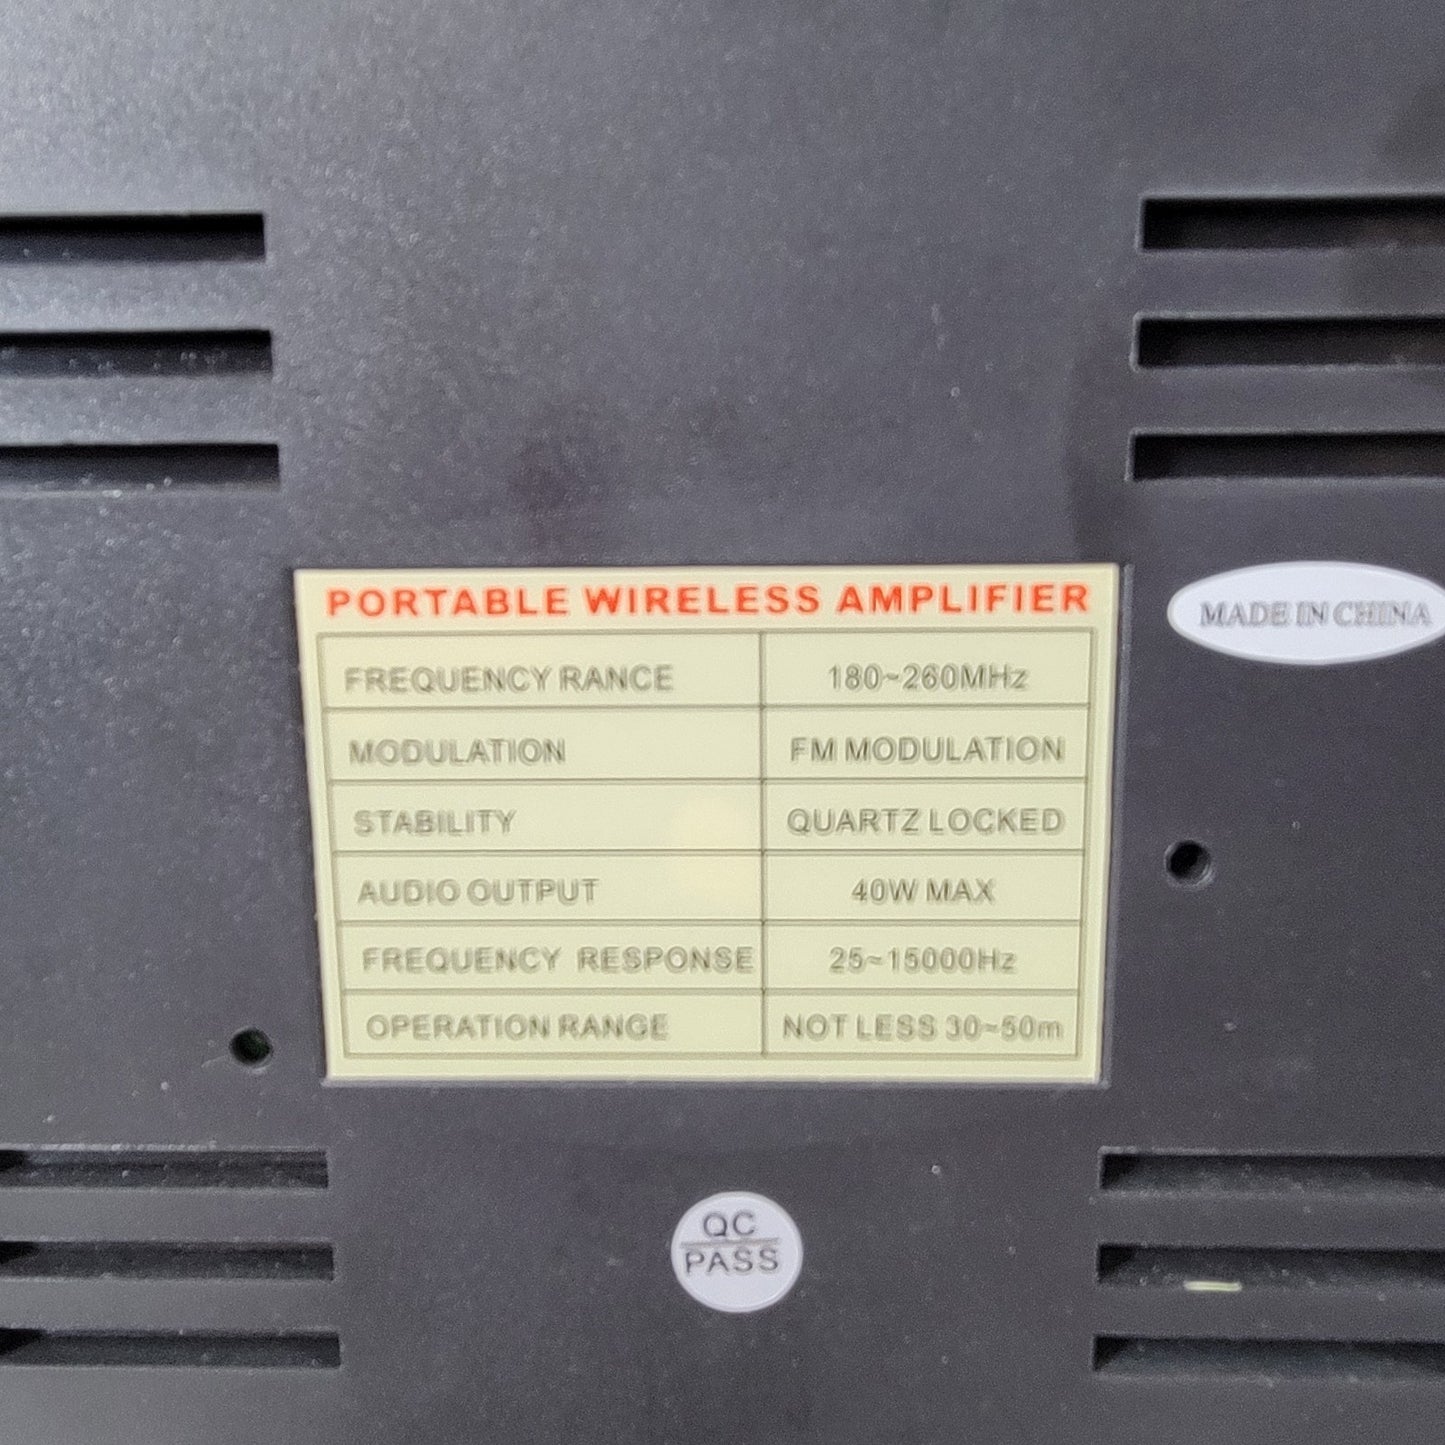 PORTABLE WIRELESS AMPLIFIER
FREQUENCY RANGE 180~260MHz
MADE IN CHINA
MODULATION FM MODULATION
STABILITY QUARTZ LOCKED
AUDIO OUTPUT 40W MAX
FREQUENCY RESPONSE 25~15000Hz
OPERATION RANGE NOT LESS 30~50m
QC
PASS